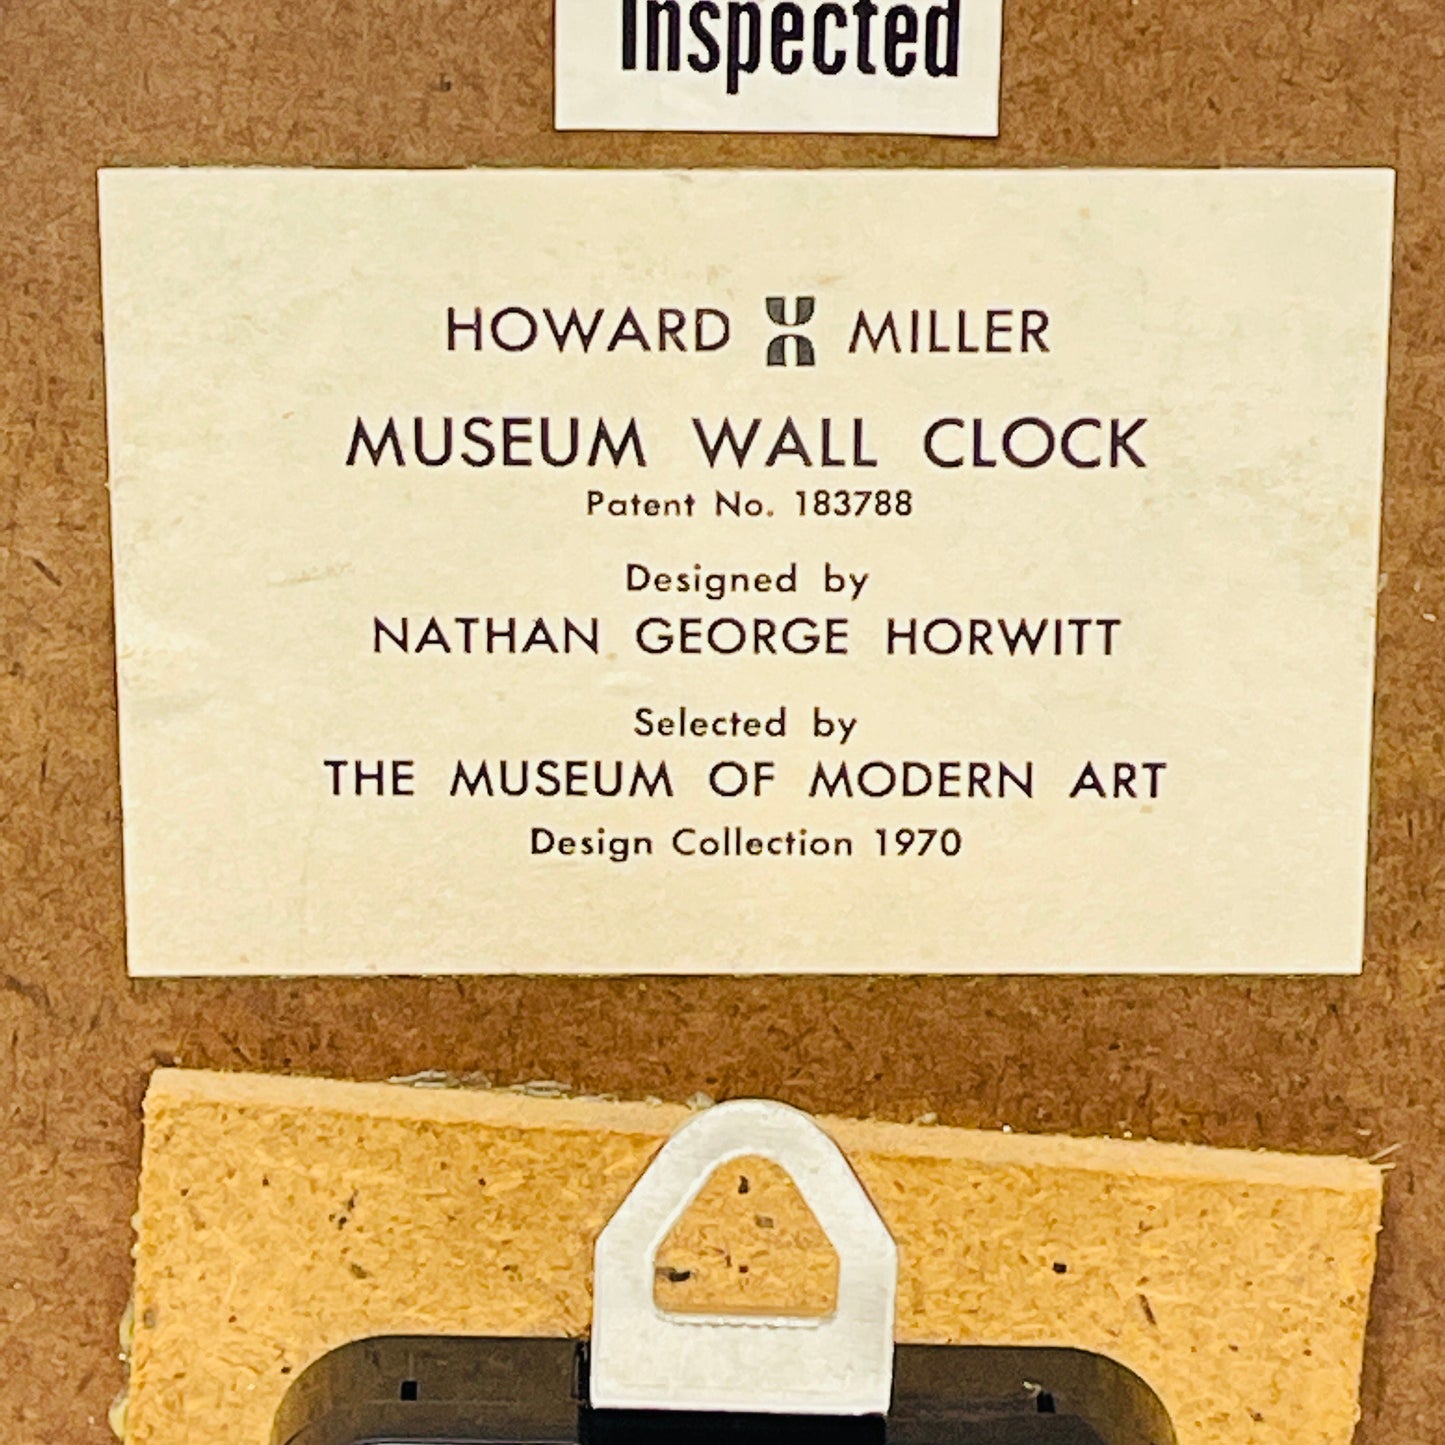 Inspected
HOWARD MILLER
MUSEUM WALL CLOCK
Patent No. 183788
Designed by
NATHAN GEORGE HORWITT
Selected by
THE MUSEUM OF MODERN ART
Design Collection 1970